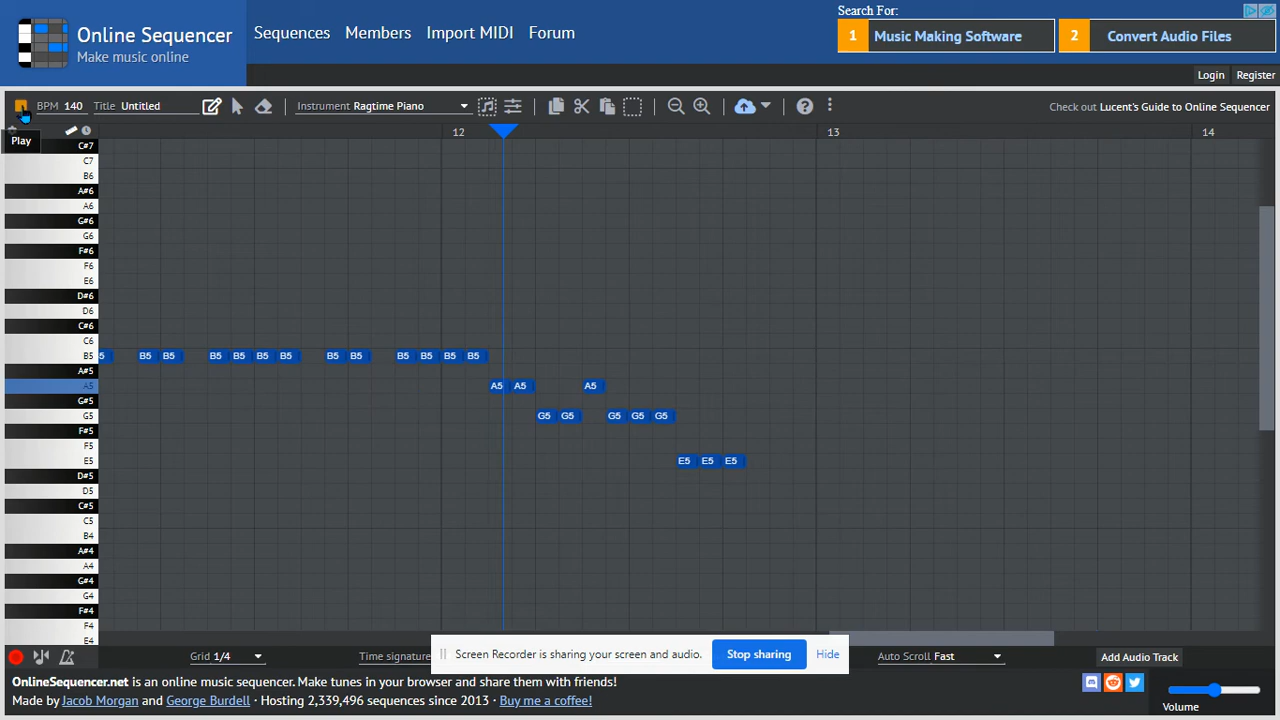 Online Sequencer
Make music online
Sequences Members Import MIDI Forum
Search For:
1 Music Making Software
2 Convert Audio Files
Login Register
BPM 140 Title Untitled Instrument Ragtime Piano Check out Lucent's Guide to Online Sequencer
Play
12 13 14
C#7
C7
B6
A#6
A6
G#6
G6
F#6
F6
E6
D#6
D6
C#6
C6
B5 5 B5 B5 B5 B5 B5 B5 B5 B5 B5 B5 B5 B5
A#5
A5 A5 A5 A5
G#5
G5 G5 G5 G5 G5 G5
F#5
F5
E5 E5 E5 E5
D#5
D5
C#5
C5
B4
A#4
A4
G#4
G4
F#4
F4
E4
Screen Recorder is sharing your screen and audio. Stop sharing Hide
Grid 1/4 Time signature Auto Scroll Fast Add Audio Track
OnlineSequencer.net is an online music sequencer. Make tunes in your browser and share them with friends!
Made by Jacob Morgan and George Burdell · Hosting 2,339,496 sequences since 2013 · Buy me a coffee!
Volume